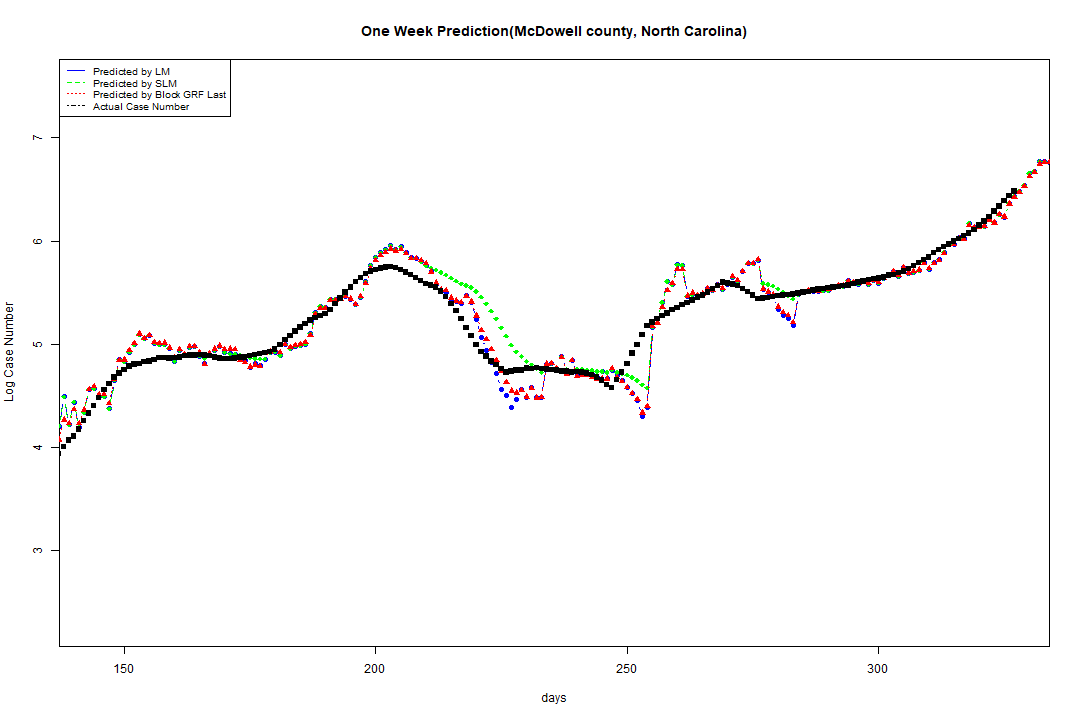 One Week Prediction(McDowell county, North Carolina)
Predicted by LM
Predicted by SLM
Predicted by Block GRF Last
Actual Case Number
7
6
5
4
3
Log Case Number
150 200 250 300
days